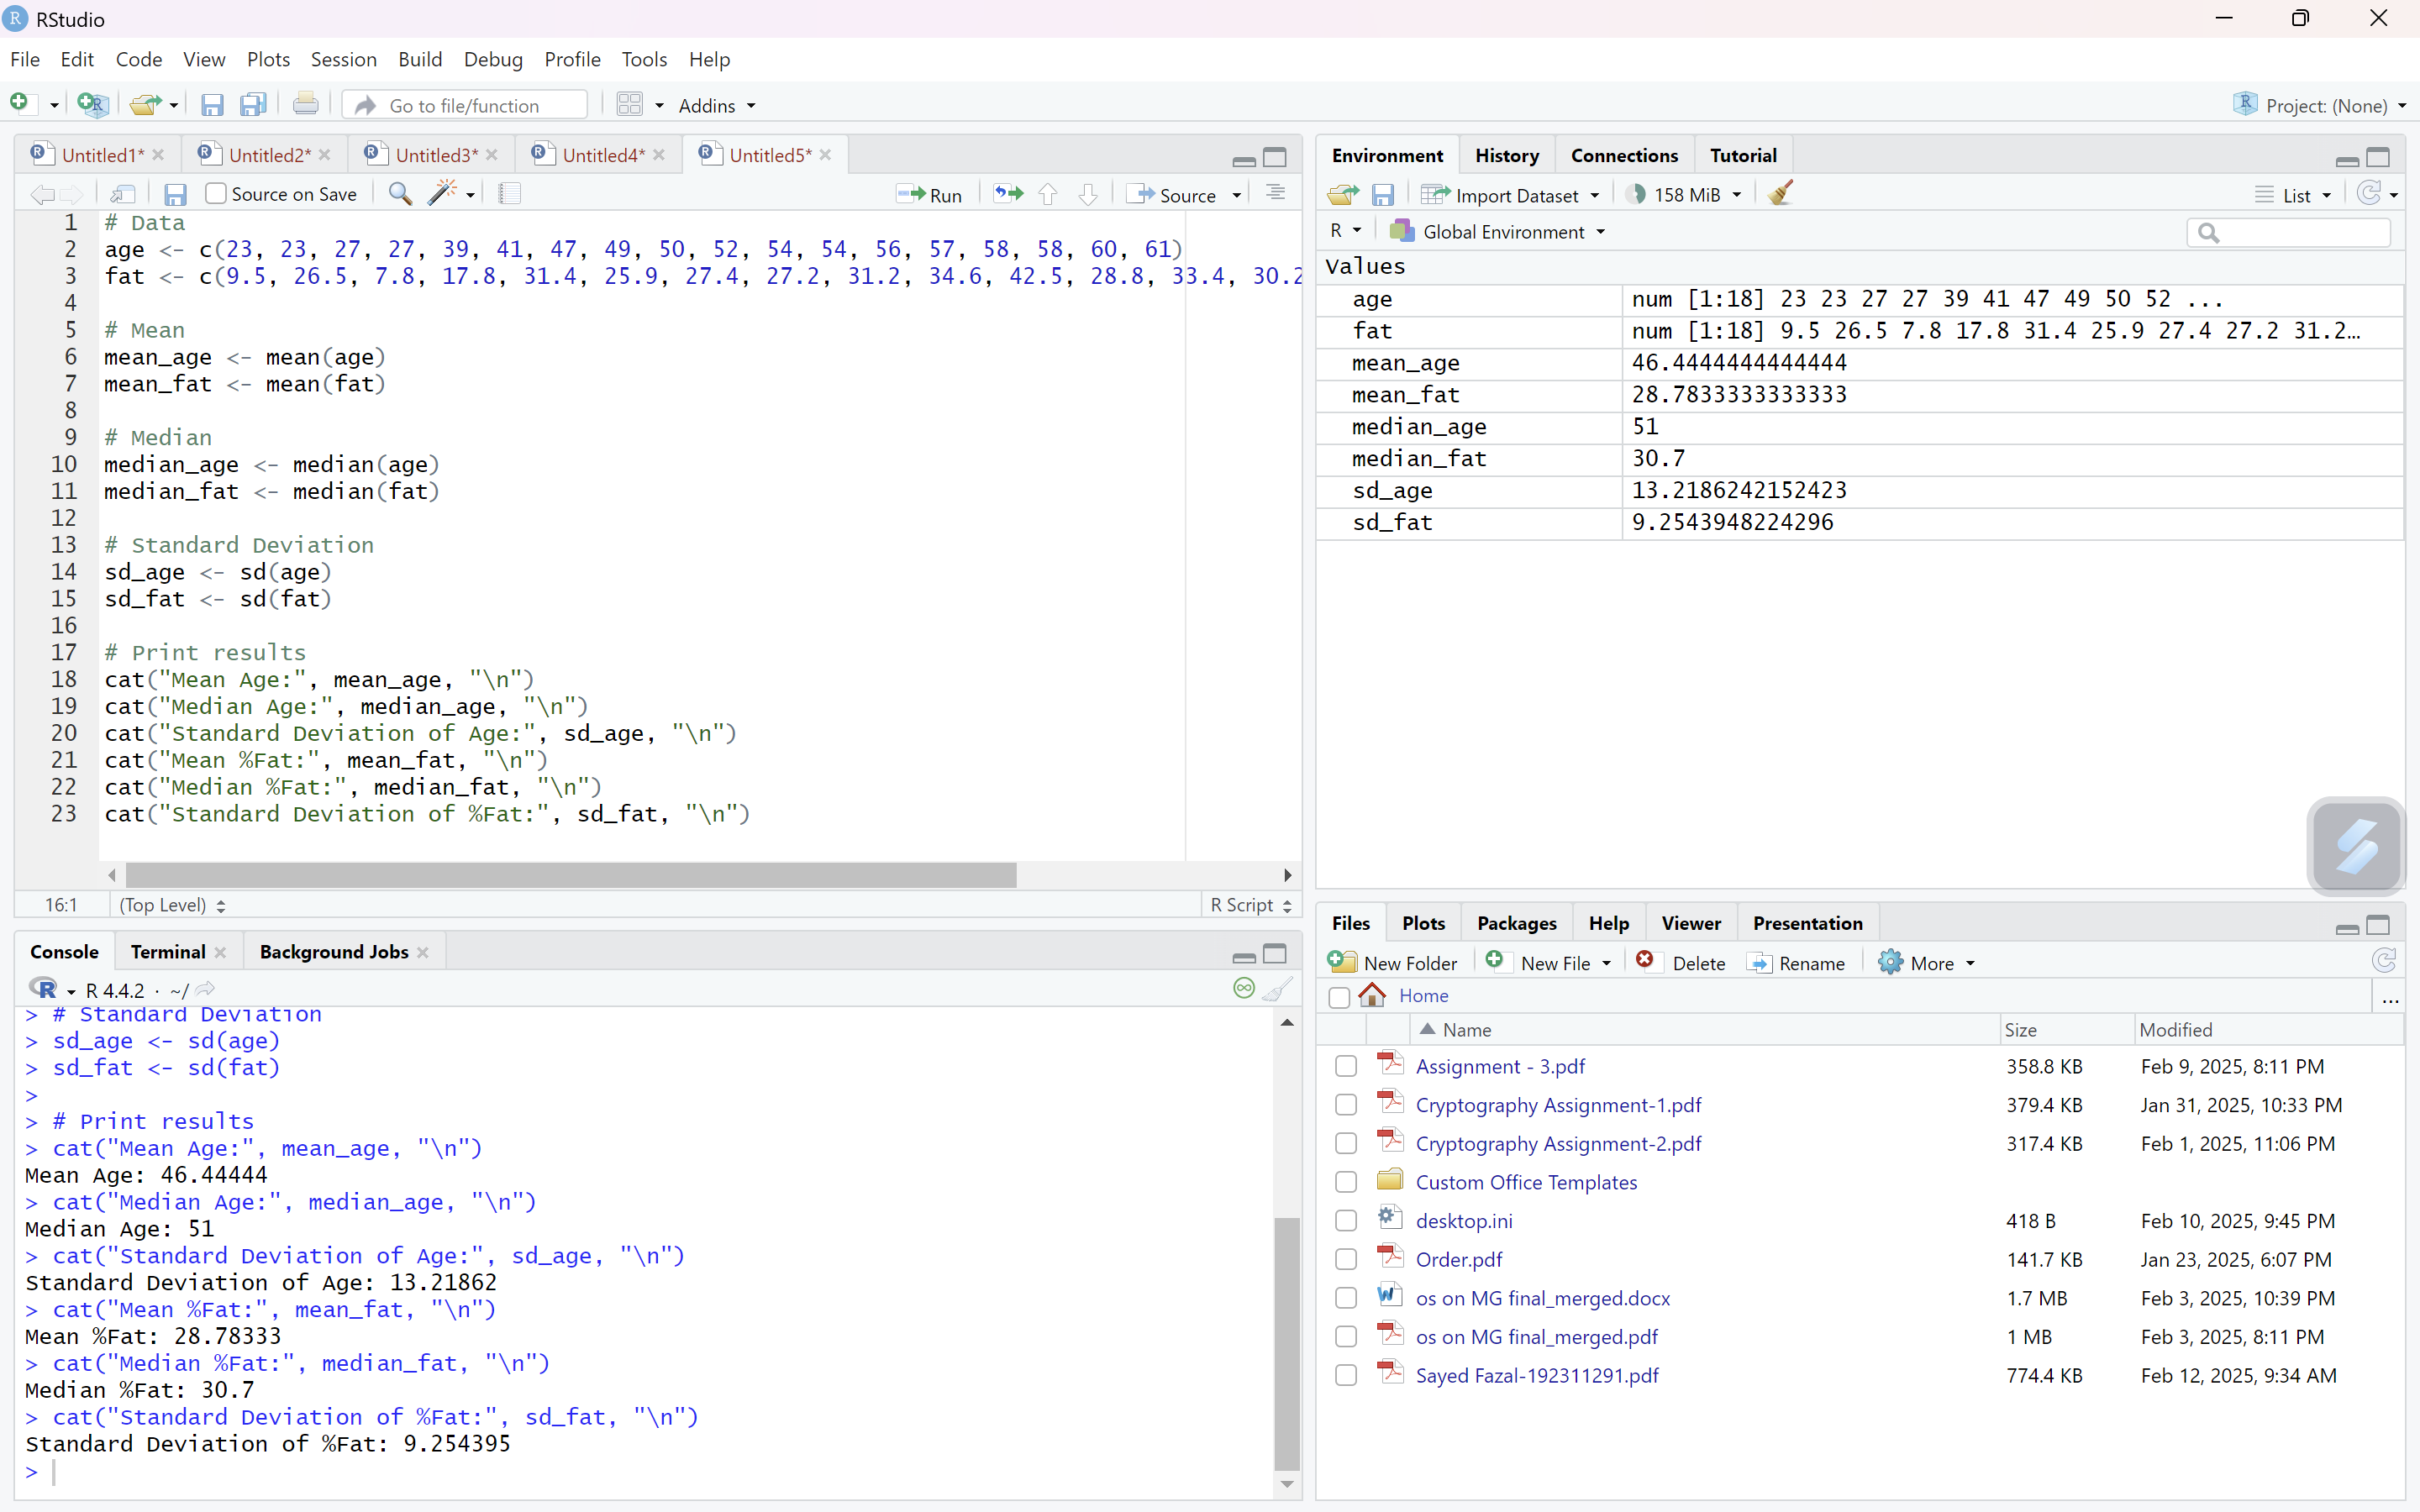 RStudio
File Edit Code View Plots Session Build Debug Profile Tools Help
Go to file/function Addins Project: (None)
Untitled1* Untitled2* Untitled3* Untitled4* Untitled5*
Source on Save Run Source
1 # Data
2 age <- c(23, 23, 27, 27, 39, 41, 47, 49, 50, 52, 54, 54, 56, 57, 58, 58, 60, 61)
3 fat <- c(9.5, 26.5, 7.8, 17.8, 31.4, 25.9, 27.4, 27.2, 31.2, 34.6, 42.5, 28.8, 33.4, 30.2
4
5 # Mean
6 mean_age <- mean(age)
7 mean_fat <- mean(fat)
8
9 # Median
10 median_age <- median(age)
11 median_fat <- median(fat)
12
13 # Standard Deviation
14 sd_age <- sd(age)
15 sd_fat <- sd(fat)
16
17 # Print results
18 cat("Mean Age:", mean_age, "\n")
19 cat("Median Age:", median_age, "\n")
20 cat("Standard Deviation of Age:", sd_age, "\n")
21 cat("Mean %Fat:", mean_fat, "\n")
22 cat("Median %Fat:", median_fat, "\n")
23 cat("Standard Deviation of %Fat:", sd_fat, "\n")
16:1 (Top Level) R Script
Console Terminal Background Jobs
R 4.4.2 · ~/
> # Standard Deviation
> sd_age <- sd(age)
> sd_fat <- sd(fat)
>
> # Print results
> cat("Mean Age:", mean_age, "\n")
Mean Age: 46.44444
> cat("Median Age:", median_age, "\n")
Median Age: 51
> cat("Standard Deviation of Age:", sd_age, "\n")
Standard Deviation of Age: 13.21862
> cat("Mean %Fat:", mean_fat, "\n")
Mean %Fat: 28.78333
> cat("Median %Fat:", median_fat, "\n")
Median %Fat: 30.7
> cat("Standard Deviation of %Fat:", sd_fat, "\n")
Standard Deviation of %Fat: 9.254395
>
Environment History Connections Tutorial
Import Dataset 158 MiB List
R Global Environment
Values
age num [1:18] 23 23 27 27 39 41 47 49 50 52 ...
fat num [1:18] 9.5 26.5 7.8 17.8 31.4 25.9 27.4 27.2 31.2…
mean_age 46.4444444444444
mean_fat 28.7833333333333
median_age 51
median_fat 30.7
sd_age 13.2186242152423
sd_fat 9.2543948224296
Files Plots Packages Help Viewer Presentation
New Folder New File Delete Rename More
Home ...
Name Size Modified
Assignment - 3.pdf 358.8 KB Feb 9, 2025, 8:11 PM
Cryptography Assignment-1.pdf 379.4 KB Jan 31, 2025, 10:33 PM
Cryptography Assignment-2.pdf 317.4 KB Feb 1, 2025, 11:06 PM
Custom Office Templates
desktop.ini 418 B Feb 10, 2025, 9:45 PM
Order.pdf 141.7 KB Jan 23, 2025, 6:07 PM
os on MG final_merged.docx 1.7 MB Feb 3, 2025, 10:39 PM
os on MG final_merged.pdf 1 MB Feb 3, 2025, 8:11 PM
Sayed Fazal-192311291.pdf 774.4 KB Feb 12, 2025, 9:34 AM